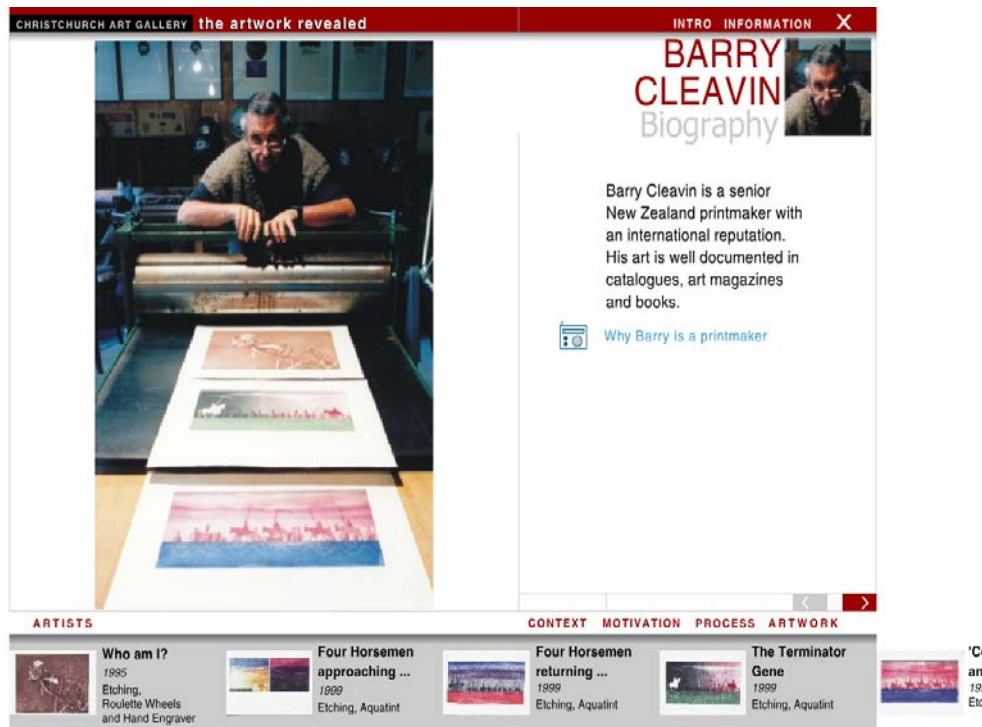 CHRISTCHURCH ART GALLERY the artwork revealed
INTRO INFORMATION X
BARRY
CLEAVIN
Biography
Barry Cleavin is a senior
New Zealand printmaker with
an international reputation.
His art is well documented in
catalogues, art magazines
and books.
Why Barry is a printmaker
ARTISTS
CONTEXT MOTIVATION PROCESS ARTWORK
Who am I?
1995
Etching,
Roulette Wheels
and Hand Engraver
Four Horsemen
approaching ...
1999
Etching, Aquatint
Four Horsemen
returning ...
1999
Etching, Aquatint
The Terminator
Gene
1999
Etching, Aquatint